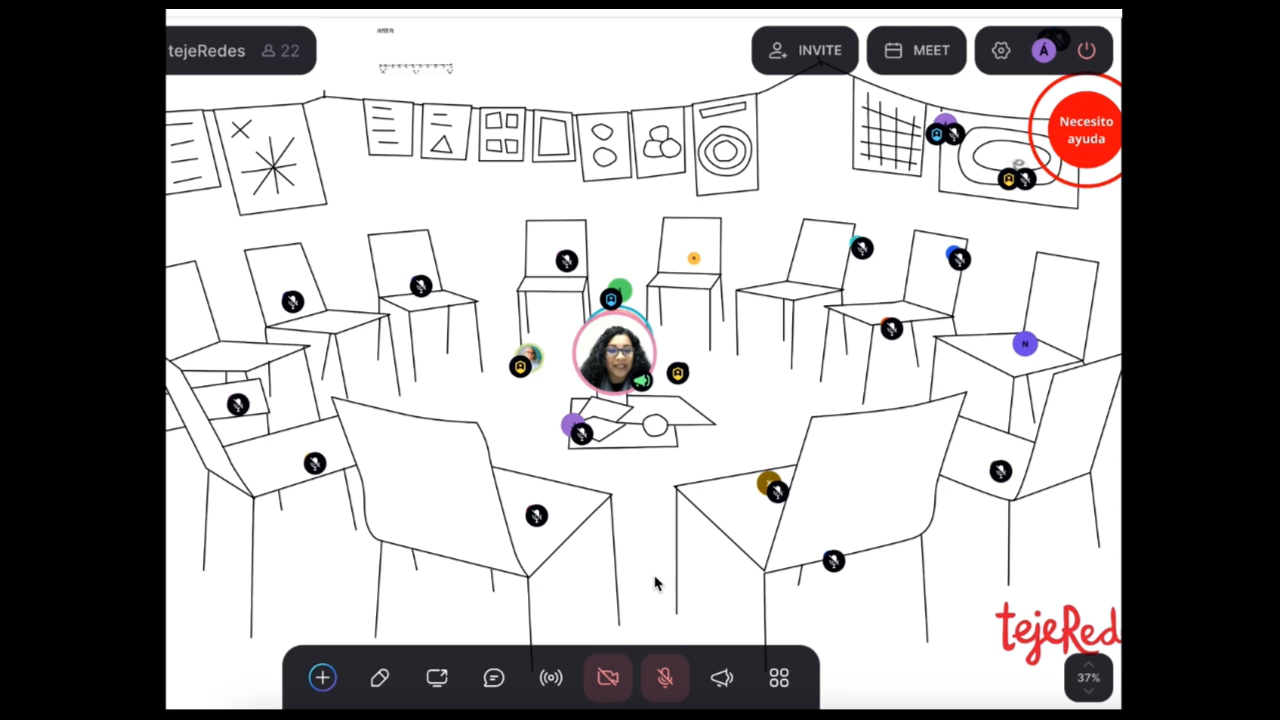 tejeRedes 22
INVITE
MEET
Á
Necesito
ayuda
N
tejeRed
37%